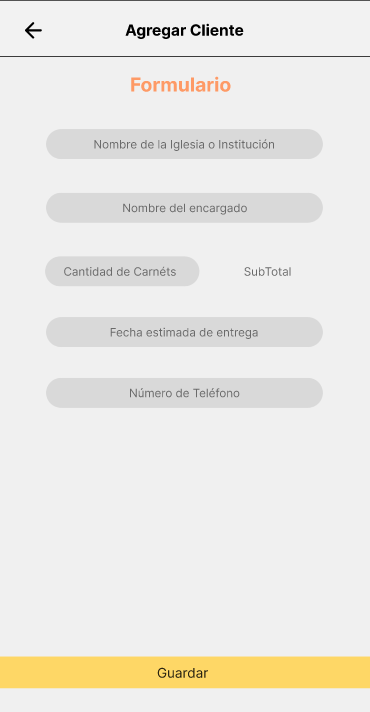 Agregar Cliente
Formulario
Nombre de la Iglesia o Institución
Nombre del encargado
Cantidad de Carnéts SubTotal
Fecha estimada de entrega
Número de Teléfono
Guardar